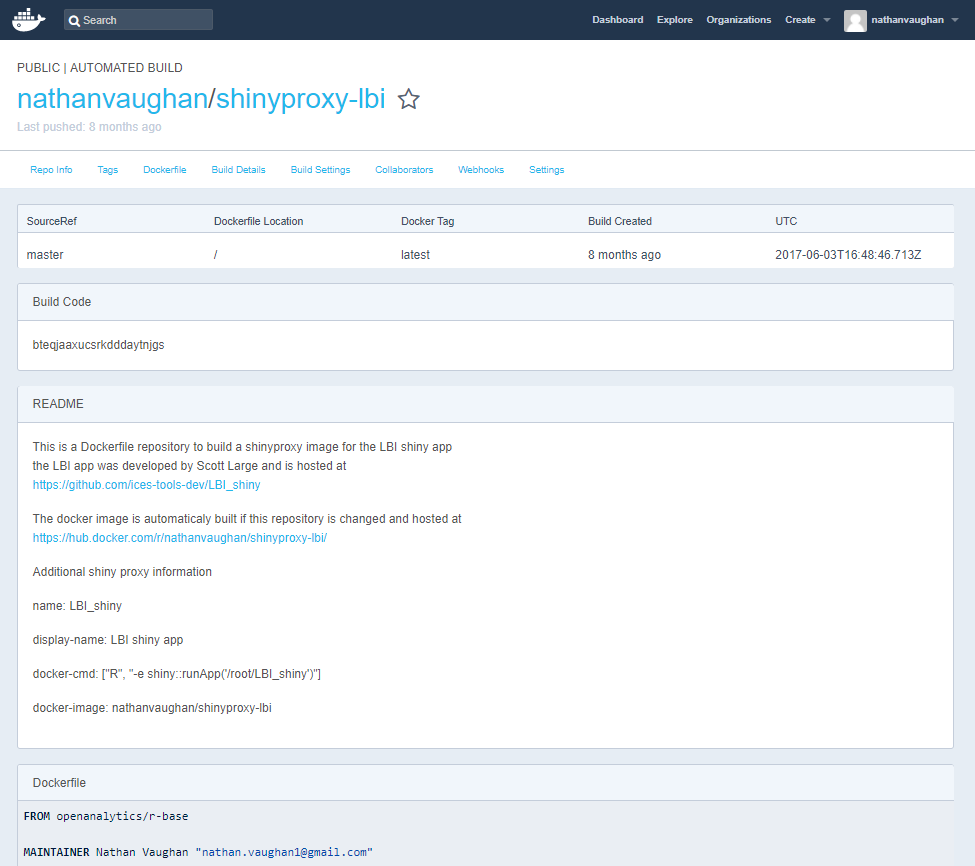 Search Dashboard Explore Organizations Create nathanvaughan
PUBLIC | AUTOMATED BUILD
nathanvaughan/shinyproxy-lbi
Last pushed: 8 months ago
Repo Info Tags Dockerfile Build Details Build Settings Collaborators Webhooks Settings
SourceRef Dockerfile Location Docker Tag Build Created UTC
master / latest 8 months ago 2017-06-03T16:48:46.713Z
Build Code
bteqjaaxucsrkdddaytnjgs
README
This is a Dockerfile repository to build a shinyproxy image for the LBI shiny app
the LBI app was developed by Scott Large and is hosted at
https://github.com/ices-tools-dev/LBI_shiny
The docker image is automaticaly built if this repository is changed and hosted at
https://hub.docker.com/r/nathanvaughan/shinyproxy-lbi/
Additional shiny proxy information
name: LBI_shiny
display-name: LBI shiny app
docker-cmd: ["R", "-e shiny::runApp('/root/LBI_shiny')"]
docker-image: nathanvaughan/shinyproxy-lbi
Dockerfile
FROM openanalytics/r-base
MAINTAINER Nathan Vaughan "nathan.vaughan1@gmail.com"